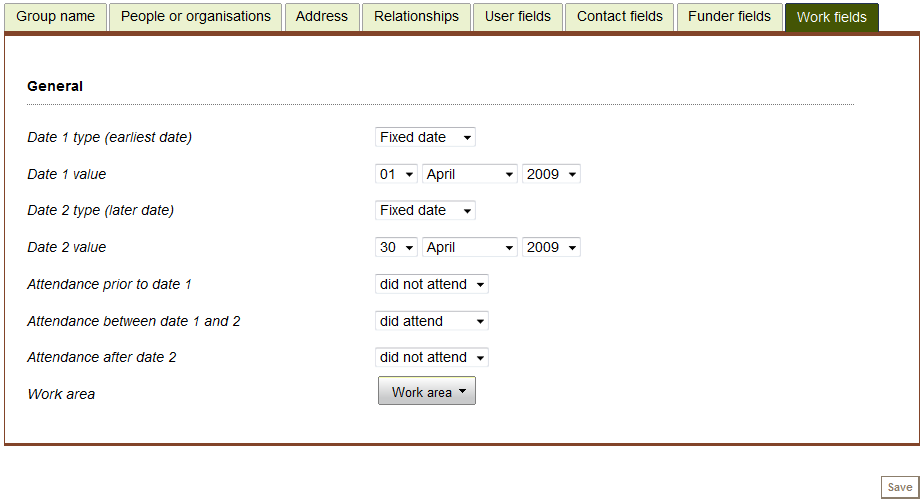 Group name People or organisations Address Relationships User fields Contact fields Funder fields Work fields
General
Date 1 type (earliest date) Fixed date
Date 1 value 01 April 2009
Date 2 type (later date) Fixed date
Date 2 value 30 April 2009
Attendance prior to date 1 did not attend
Attendance between date 1 and 2 did attend
Attendance after date 2 did not attend
Work area Work area
Save